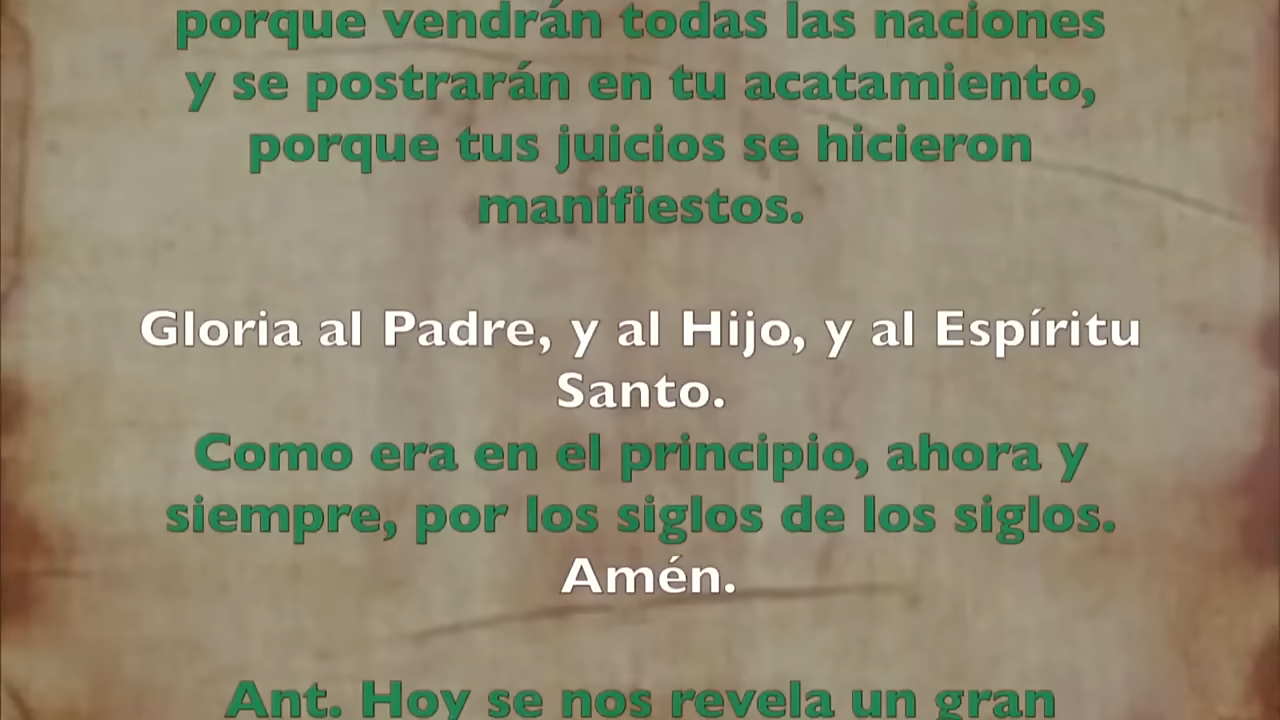 porque vendrán todas las naciones
y se postrarán en tu acatamiento,
porque tus juicios se hicieron
manifiestos.
Gloria al Padre, y al Hijo, y al Espíritu
Santo.
Como era en el principio, ahora y
siempre, por los siglos de los siglos.
Amén.
Ant. Hoy se nos revela un gran